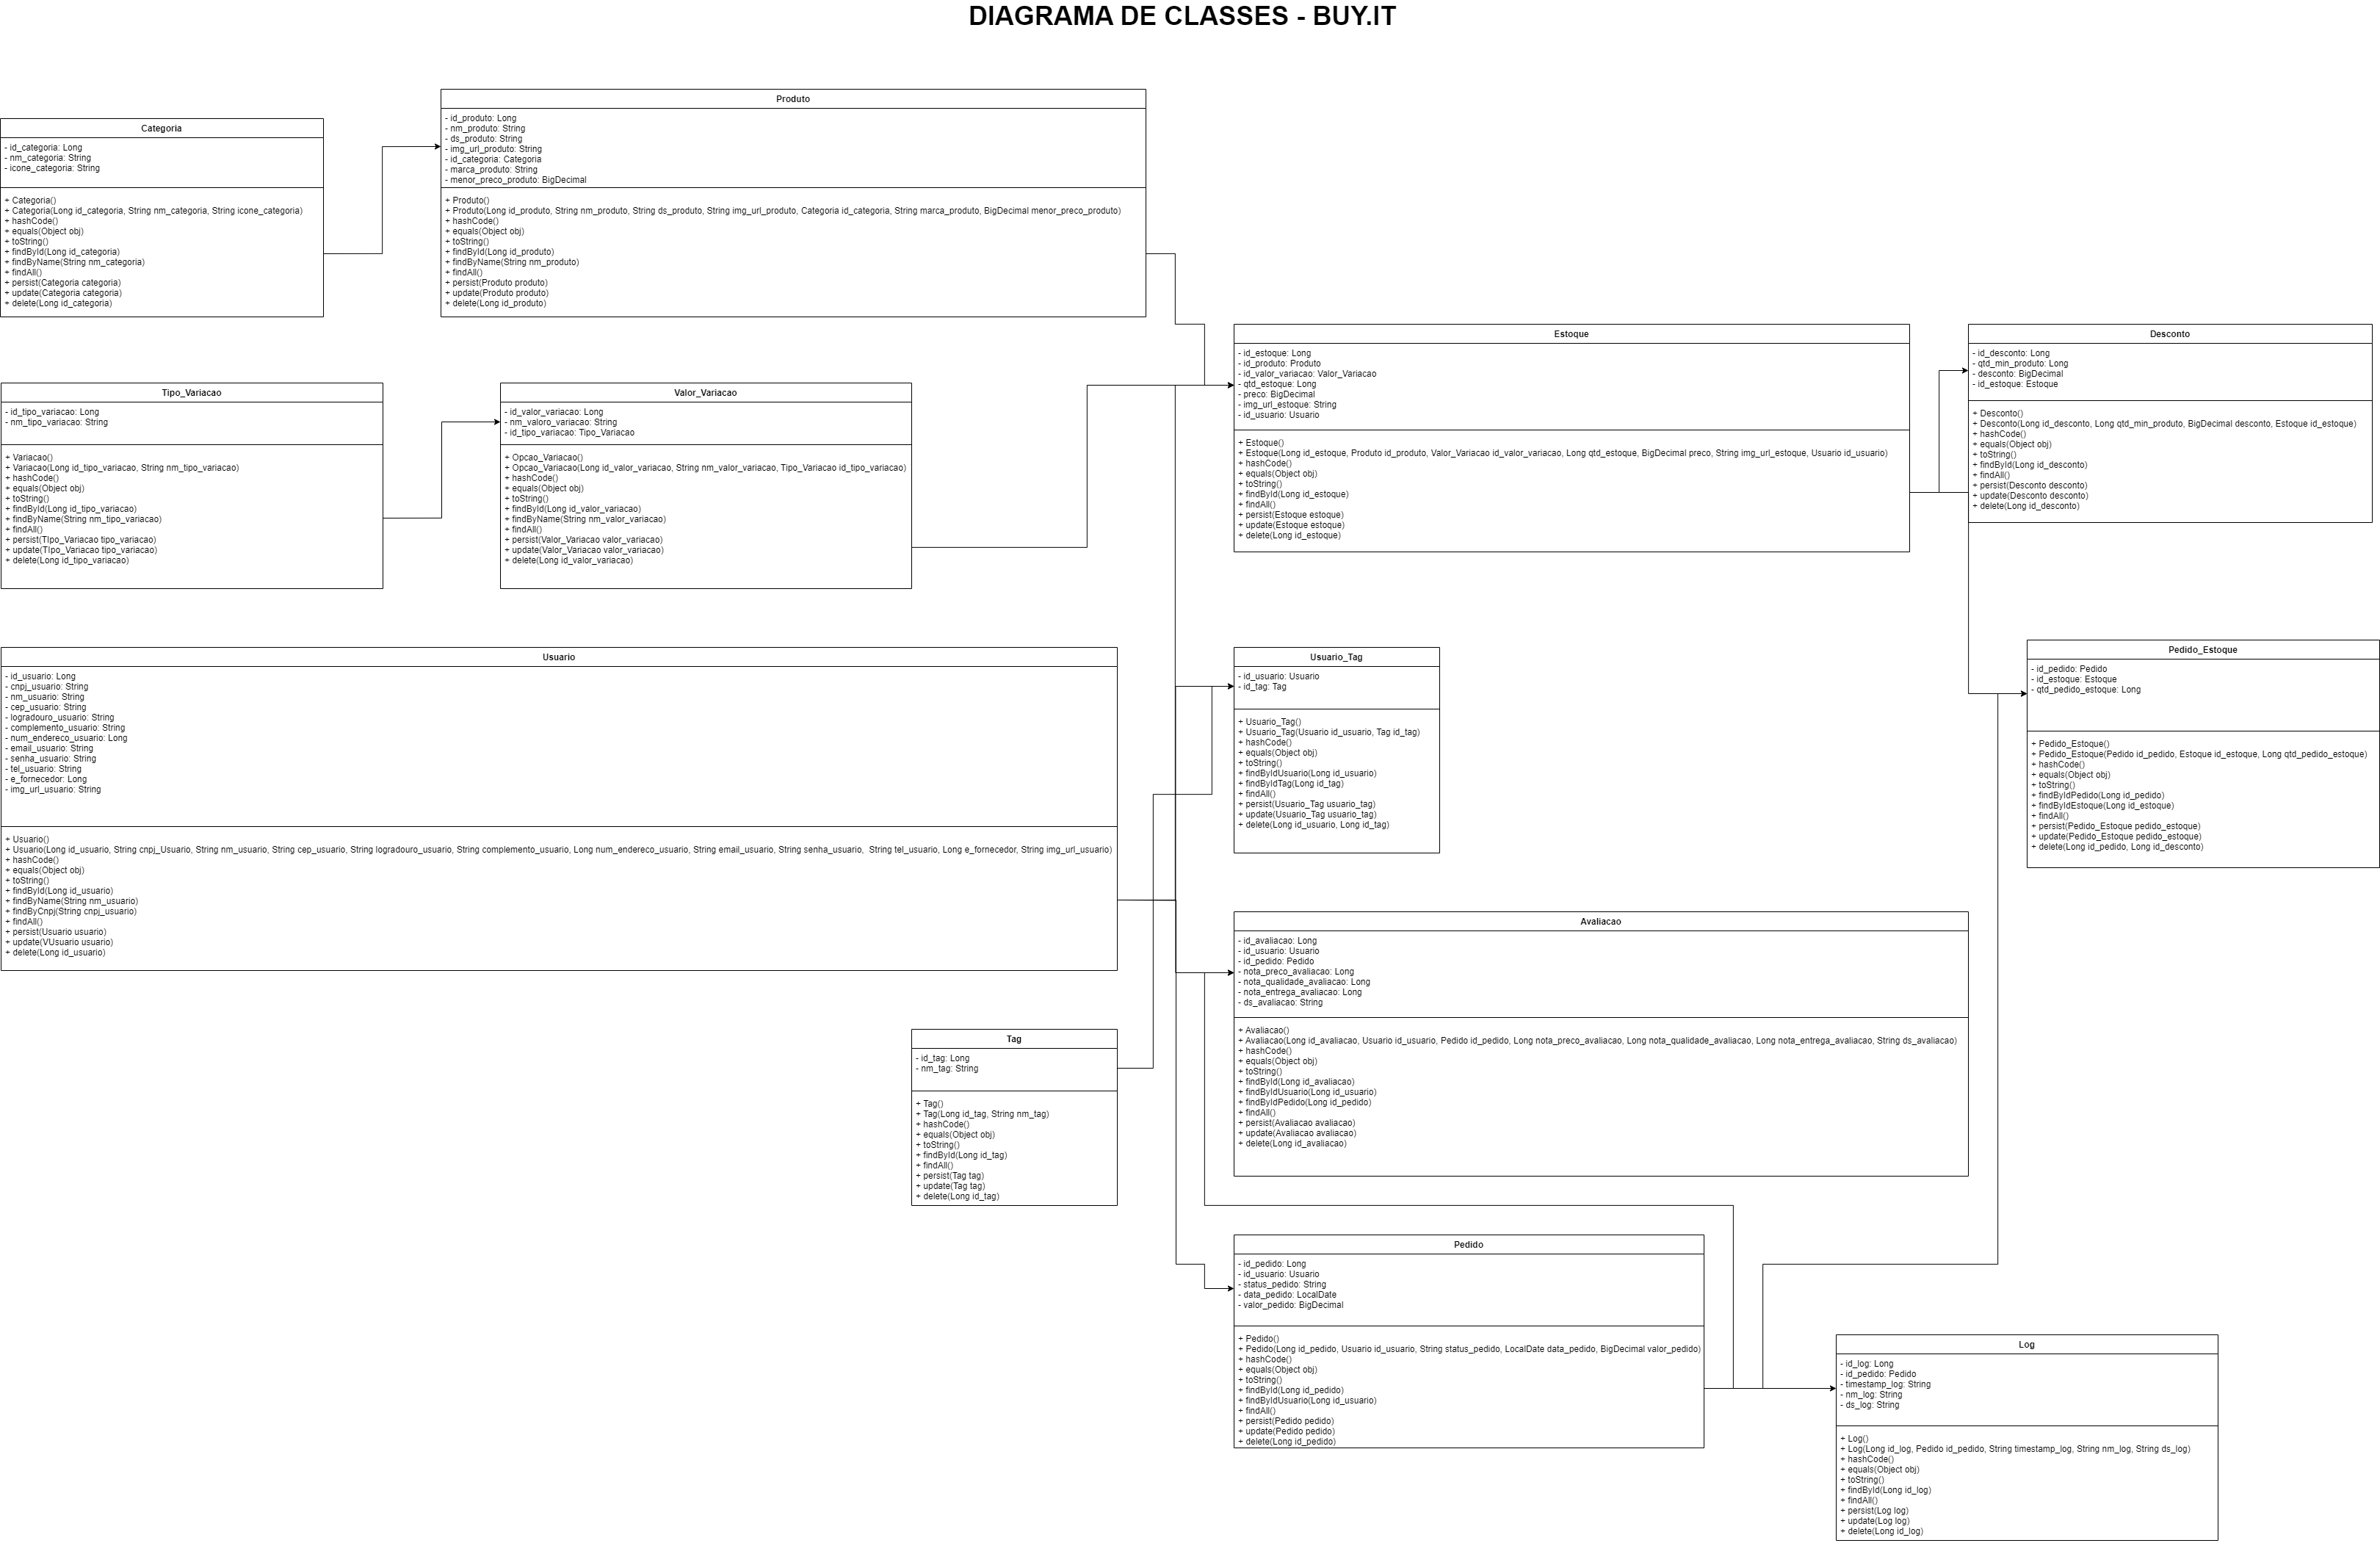 DIAGRAMA DE CLASSES - BUY.IT
Categoria
- id_categoria: Long
- nm_categoria: String
- icone_categoria: String
+ Categoria()
+ Categoria(Long id_categoria, String nm_categoria, String icone_categoria)
+ hashCode()
+ equals(Object obj)
+ toString()
+ findById(Long id_categoria)
+ findByName(String nm_categoria)
+ findAll()
+ persist(Categoria categoria)
+ update(Categoria categoria)
+ delete(Long id_categoria)
Produto
- id_produto: Long
- nm_produto: String
- ds_produto: String
- img_url_produto: String
- id_categoria: Categoria
- marca_produto: String
- menor_preco_produto: BigDecimal
+ Produto()
+ Produto(Long id_produto, String nm_produto, String ds_produto, String img_url_produto, Categoria id_categoria, String marca_produto, BigDecimal menor_preco_produto)
+ hashCode()
+ equals(Object obj)
+ toString()
+ findById(Long id_produto)
+ findByName(String nm_produto)
+ findAll()
+ persist(Produto produto)
+ update(Produto produto)
+ delete(Long id_produto)
Estoque
- id_estoque: Long
- id_produto: Produto
- id_valor_variacao: Valor_Variacao
- qtd_estoque: Long
- preco: BigDecimal
- img_url_estoque: String
- id_usuario: Usuario
+ Estoque()
+ Estoque(Long id_estoque, Produto id_produto, Valor_Variacao id_valor_variacao, Long qtd_estoque, BigDecimal preco, String img_url_estoque, Usuario id_usuario)
+ hashCode()
+ equals(Object obj)
+ toString()
+ findById(Long id_estoque)
+ findAll()
+ persist(Estoque estoque)
+ update(Estoque estoque)
+ delete(Long id_estoque)
Desconto
- id_desconto: Long
- qtd_min_produto: Long
- desconto: BigDecimal
- id_estoque: Estoque
+ Desconto()
+ Desconto(Long id_desconto, Long qtd_min_produto, BigDecimal desconto, Estoque id_estoque)
+ hashCode()
+ equals(Object obj)
+ toString()
+ findById(Long id_desconto)
+ findAll()
+ persist(Desconto desconto)
+ update(Desconto desconto)
+ delete(Long id_desconto)
Tipo_Variacao
- id_tipo_variacao: Long
- nm_tipo_variacao: String
+ Variacao()
+ Variacao(Long id_tipo_variacao, String nm_tipo_variacao)
+ hashCode()
+ equals(Object obj)
+ toString()
+ findById(Long id_tipo_variacao)
+ findByName(String nm_tipo_variacao)
+ findAll()
+ persist(TIpo_Variacao tipo_variacao)
+ update(TIpo_Variacao tipo_variacao)
+ delete(Long id_tipo_variacao)
Valor_Variacao
- id_valor_variacao: Long
- nm_valoro_variacao: String
- id_tipo_variacao: Tipo_Variacao
+ Opcao_Variacao()
+ Opcao_Variacao(Long id_valor_variacao, String nm_valor_variacao, Tipo_Variacao id_tipo_variacao)
+ hashCode()
+ equals(Object obj)
+ toString()
+ findById(Long id_valor_variacao)
+ findByName(String nm_valor_variacao)
+ findAll()
+ persist(Valor_Variacao valor_variacao)
+ update(Valor_Variacao valor_variacao)
+ delete(Long id_valor_variacao)
Usuario
- id_usuario: Long
- cnpj_usuario: String
- nm_usuario: String
- cep_usuario: String
- logradouro_usuario: String
- complemento_usuario: String
- num_endereco_usuario: Long
- email_usuario: String
- senha_usuario: String
- tel_usuario: String
- e_fornecedor: Long
- img_url_usuario: String
+ Usuario()
+ Usuario(Long id_usuario, String cnpj_Usuario, String nm_usuario, String cep_usuario, String logradouro_usuario, String complemento_usuario, Long num_endereco_usuario, String email_usuario, String senha_usuario, String tel_usuario, Long e_fornecedor, String img_url_usuario)
+ hashCode()
+ equals(Object obj)
+ toString()
+ findById(Long id_usuario)
+ findByName(String nm_usuario)
+ findByCnpj(String cnpj_usuario)
+ findAll()
+ persist(Usuario usuario)
+ update(VUsuario usuario)
+ delete(Long id_usuario)
Usuario_Tag
- id_usuario: Usuario
- id_tag: Tag
+ Usuario_Tag()
+ Usuario_Tag(Usuario id_usuario, Tag id_tag)
+ hashCode()
+ equals(Object obj)
+ toString()
+ findByIdUsuario(Long id_usuario)
+ findByIdTag(Long id_tag)
+ findAll()
+ persist(Usuario_Tag usuario_tag)
+ update(Usuario_Tag usuario_tag)
+ delete(Long id_usuario, Long id_tag)
Pedido_Estoque
- id_pedido: Pedido
- id_estoque: Estoque
- qtd_pedido_estoque: Long
+ Pedido_Estoque()
+ Pedido_Estoque(Pedido id_pedido, Estoque id_estoque, Long qtd_pedido_estoque)
+ hashCode()
+ equals(Object obj)
+ toString()
+ findByIdPedido(Long id_pedido)
+ findByIdEstoque(Long id_estoque)
+ findAll()
+ persist(Pedido_Estoque pedido_estoque)
+ update(Pedido_Estoque pedido_estoque)
+ delete(Long id_pedido, Long id_desconto)
Avaliacao
- id_avaliacao: Long
- id_usuario: Usuario
- id_pedido: Pedido
- nota_preco_avaliacao: Long
- nota_qualidade_avaliacao: Long
- nota_entrega_avaliacao: Long
- ds_avaliacao: String
+ Avaliacao()
+ Avaliacao(Long id_avaliacao, Usuario id_usuario, Pedido id_pedido, Long nota_preco_avaliacao, Long nota_qualidade_avaliacao, Long nota_entrega_avaliacao, String ds_avaliacao)
+ hashCode()
+ equals(Object obj)
+ toString()
+ findById(Long id_avaliacao)
+ findByIdUsuario(Long id_usuario)
+ findByIdPedido(Long id_pedido)
+ findAll()
+ persist(Avaliacao avaliacao)
+ update(Avaliacao avaliacao)
+ delete(Long id_avaliacao)
Tag
- id_tag: Long
- nm_tag: String
+ Tag()
+ Tag(Long id_tag, String nm_tag)
+ hashCode()
+ equals(Object obj)
+ toString()
+ findById(Long id_tag)
+ findAll()
+ persist(Tag tag)
+ update(Tag tag)
+ delete(Long id_tag)
Pedido
- id_pedido: Long
- id_usuario: Usuario
- status_pedido: String
- data_pedido: LocalDate
- valor_pedido: BigDecimal
+ Pedido()
+ Pedido(Long id_pedido, Usuario id_usuario, String status_pedido, LocalDate data_pedido, BigDecimal valor_pedido)
+ hashCode()
+ equals(Object obj)
+ toString()
+ findById(Long id_pedido)
+ findByIdUsuario(Long id_usuario)
+ findAll()
+ persist(Pedido pedido)
+ update(Pedido pedido)
+ delete(Long id_pedido)
Log
- id_log: Long
- id_pedido: Pedido
- timestamp_log: String
- nm_log: String
- ds_log: String
+ Log()
+ Log(Long id_log, Pedido id_pedido, String timestamp_log, String nm_log, String ds_log)
+ hashCode()
+ equals(Object obj)
+ toString()
+ findById(Long id_log)
+ findAll()
+ persist(Log log)
+ update(Log log)
+ delete(Long id_log)